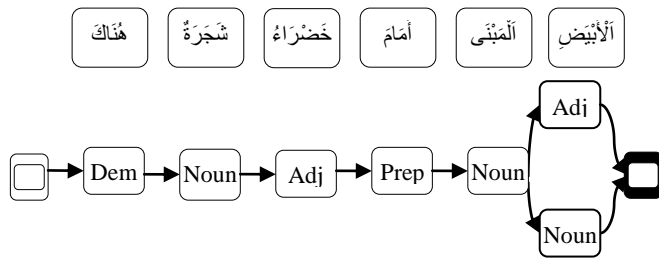 هُنَاكَ شَجَرَةٌ خَضْرَاءُ أَمَامَ اَلْمَبْنَى اَلْأَبْيَضِ
Adj
Dem Noun Adj Prep Noun
Noun